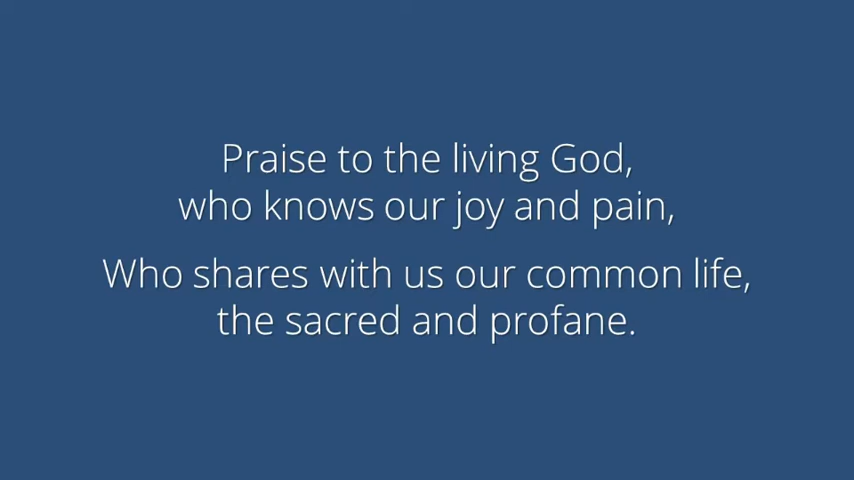 Praise to the living God,
who knows our joy and pain,
Who shares with us our common life,
the sacred and profane.